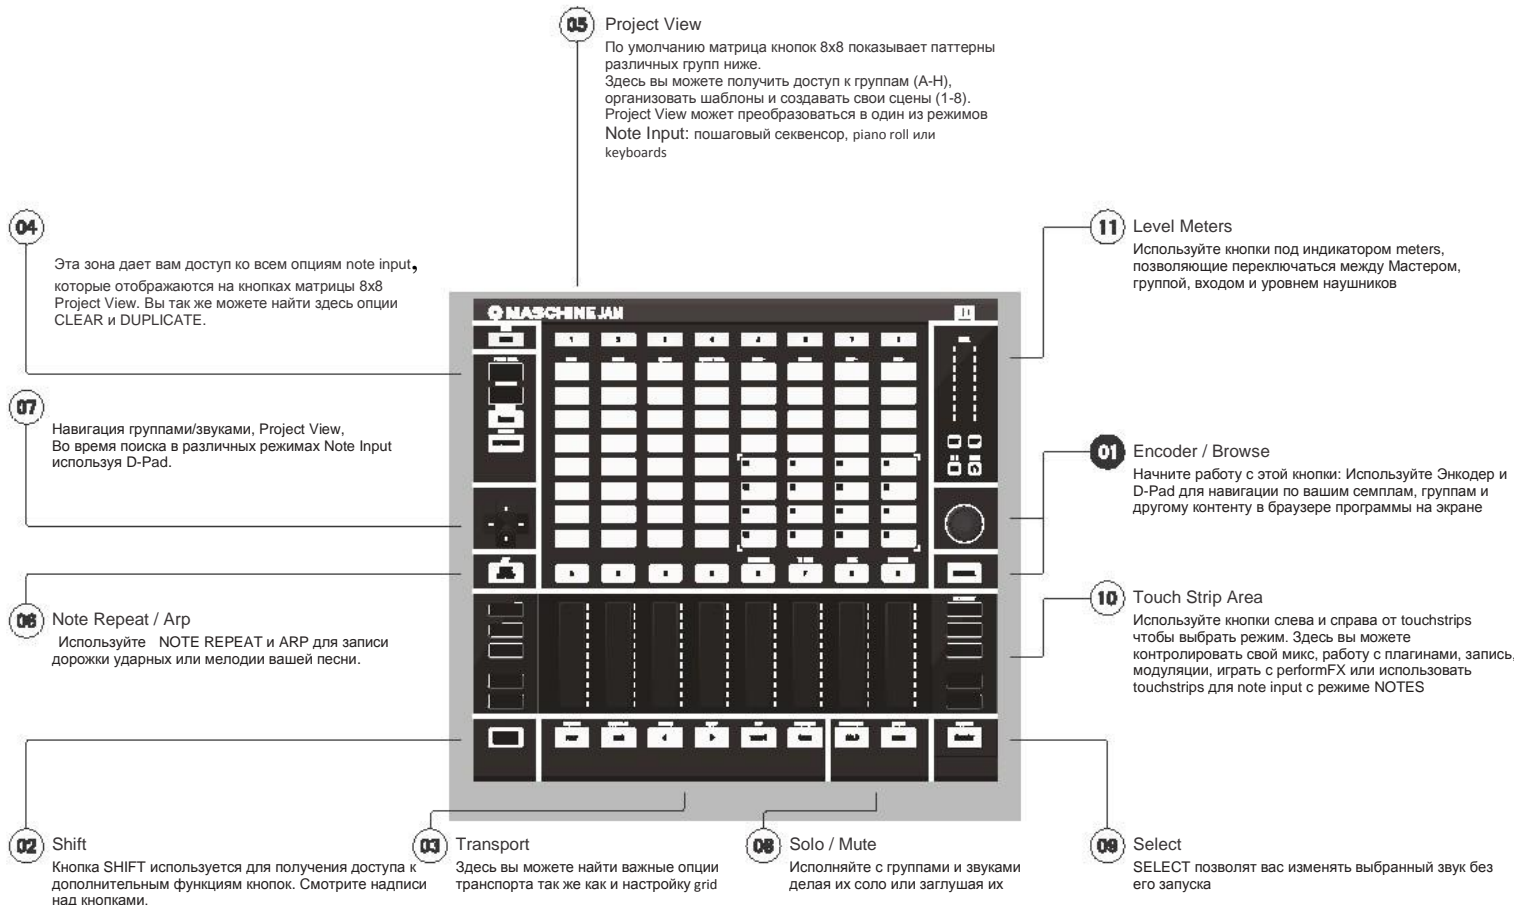 05 Project View
По умолчанию матрица кнопок 8x8 показывает паттерны
различных групп ниже.
Здесь вы можете получить доступ к группам (A-H),
организовать шаблоны и создавать свои сцены (1-8).
Project View может преобразоваться в один из режимов
Note Input: пошаговый секвенсор, piano roll или
keyboards
04
Эта зона дает вам доступ ко всем опциям note input,
которые отображаются на кнопках матрицы 8x8
Project View. Вы так же можете найти здесь опции
CLEAR и DUPLICATE.
11 Level Meters
Используйте кнопки под индикатором meters,
позволяющие переключаться между Мастером,
группой, входом и уровнем наушников
MASCHINE JAM
07
Навигация группами/звуками, Project View,
Во время поиска в различных режимах Note Input
используя D-Pad.
01 Encoder / Browse
Начните работу с этой кнопки: Используйте Энкодер и
D-Pad для навигации по вашим семплам, группам и
другому контенту в браузере программы на экране
06 Note Repeat / Arp
Используйте NOTE REPEAT и ARP для записи
дорожки ударных или мелодии вашей песни.
10 Touch Strip Area
Используйте кнопки слева и справа от touchstrips
чтобы выбрать режим. Здесь вы можете
контролировать свой микс, работу с плагинами, запись,
модуляции, играть с performFX или использовать
touchstrips для note input с режиме NOTES
02 Shift
Кнопка SHIFT используется для получения доступа к
дополнительным функциям кнопок. Смотрите надписи
над кнопками.
03 Transport
Здесь вы можете найти важные опции
транспорта так же как и настройку grid
08 Solo / Mute
Исполняйте с группами и звуками
делая их соло или заглушая их
09 Select
SELECT позволят вас изменять выбранный звук без
его запуска